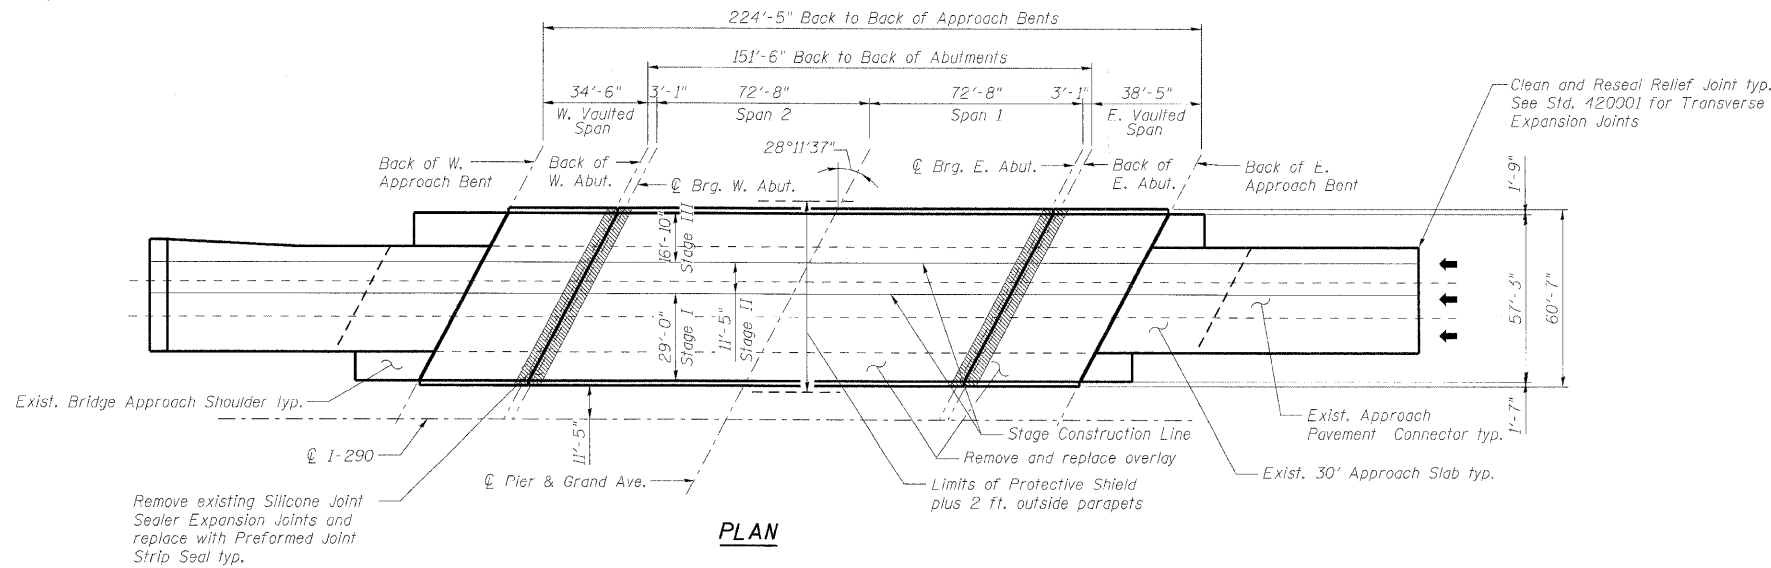 224'-5" Back to Back of Approach Bents
151'-6" Back to Back of Abutments
34'-6"
3'-1"
72'-8"
72'-8"
3'-1"
38'-5"
W. Vaulted
Span
Span 2
Span 1
E. Vaulted
Span
Clean and Reseal Relief Joint typ.
See Std. 420001 for Transverse
Expansion Joints
28°11'37"
Back of W.
Approach Bent
Back of
W. Abut.
℄ Brg. W. Abut.
℄ Brg. E. Abut.
Back of
E. Abut.
Back of E.
Approach Bent
1'-9"
16'-10"
Stage III
29'-0"
Stage I
11'-5"
Stage II
57'-3"
60'-7"
1'-7"
Exist. Bridge Approach Shoulder typ.
℄ I-290
11'-5"
℄ Pier & Grand Ave.
Stage Construction Line
Remove and replace overlay
Limits of Protective Shield
plus 2 ft. outside parapets
Exist. Approach
Pavement Connector typ.
Exist. 30' Approach Slab typ.
Remove existing Silicone Joint
Sealer Expansion Joints and
replace with Preformed Joint
Strip Seal typ.
PLAN